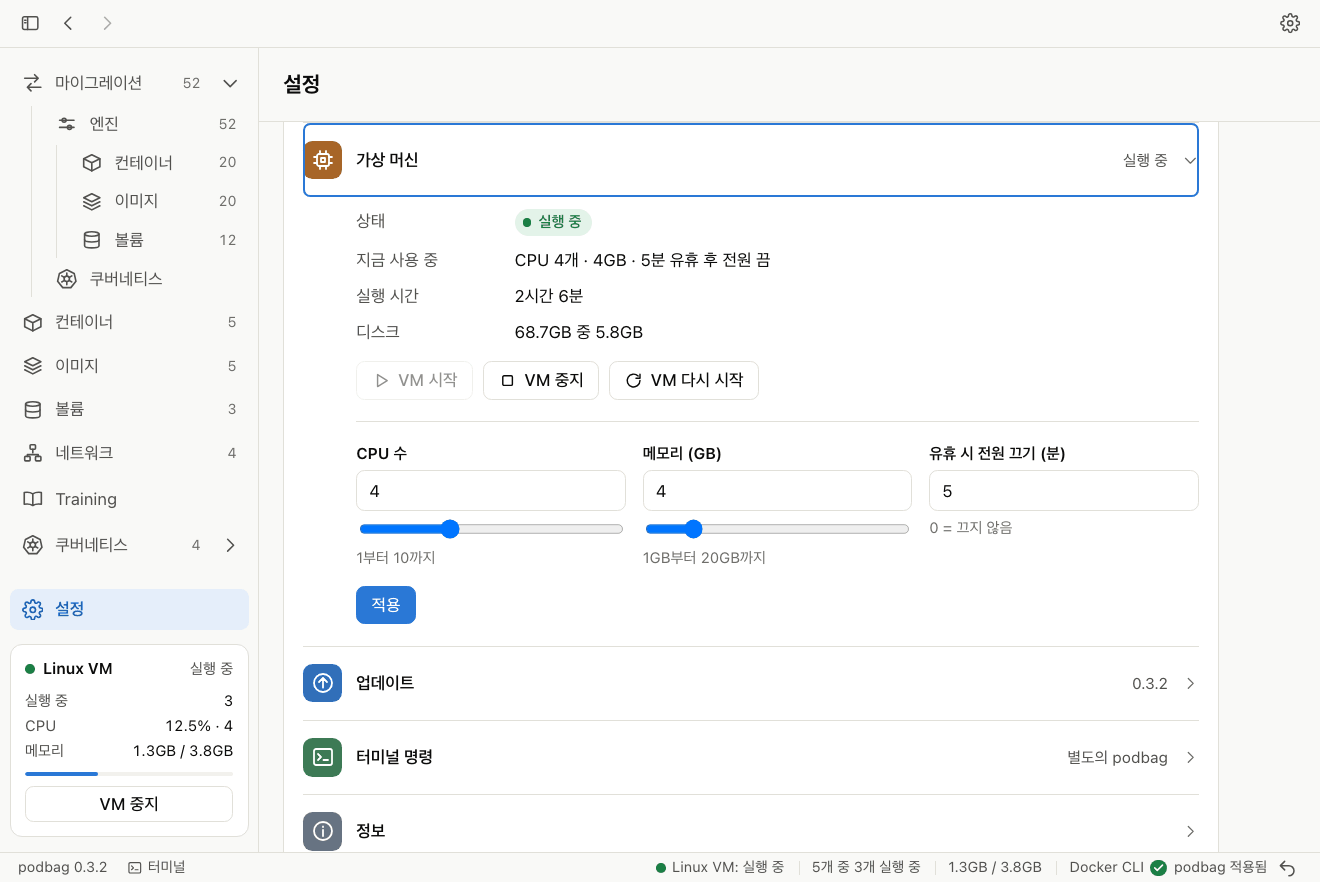 마이그레이션 52
엔진 52
컨테이너 20
이미지 20
볼륨 12
쿠버네티스
컨테이너 5
이미지 5
볼륨 3
네트워크 4
Training
쿠버네티스 4
설정
Linux VM 실행 중
실행 중 3
CPU 12.5% · 4
메모리 1.3GB / 3.8GB
VM 중지
설정
가상 머신 실행 중
상태 실행 중
지금 사용 중 CPU 4개 · 4GB · 5분 유휴 후 전원 끔
실행 시간 2시간 6분
디스크 68.7GB 중 5.8GB
VM 시작 VM 중지 VM 다시 시작
CPU 수 메모리 (GB) 유휴 시 전원 끄기 (분)
4 4 5
0 = 끄지 않음
1부터 10까지 1GB부터 20GB까지
적용
업데이트 0.3.2
터미널 명령 별도의 podbag
정보
podbag 0.3.2 터미널 Linux VM: 실행 중 5개 중 3개 실행 중 1.3GB / 3.8GB Docker CLI podbag 적용됨